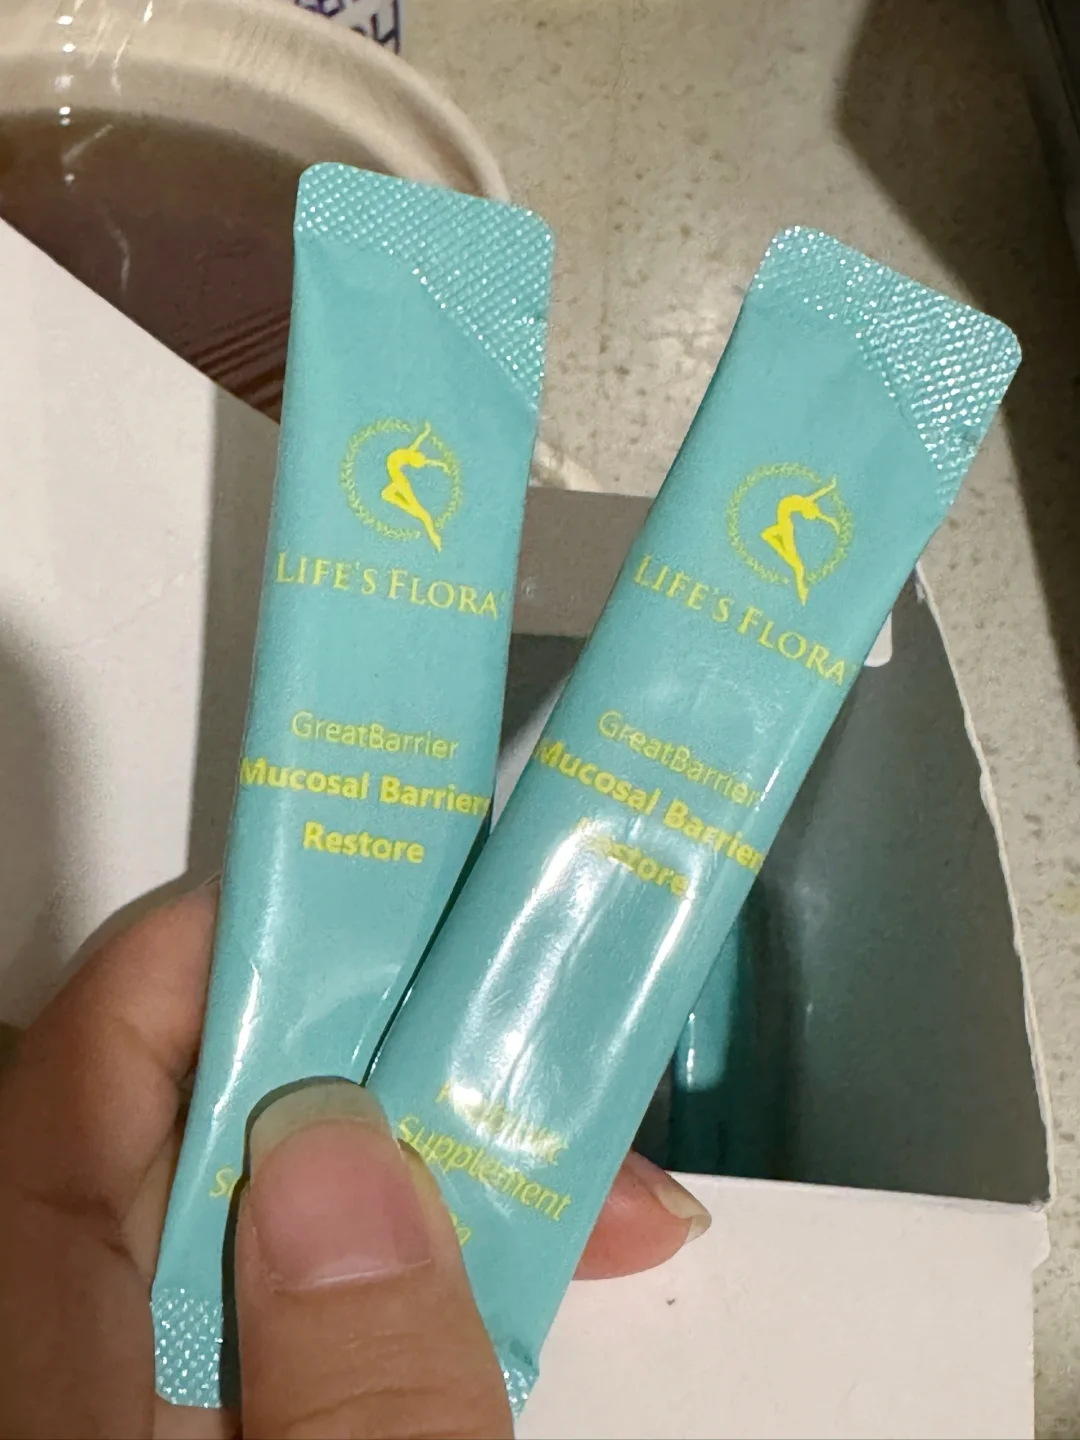 LIFE'S FLORA
GreatBarrier
Mucosal Barrier
Restore
LIFE'S FLORA
GreatBarrier
Mucosal Barrier
Restore
Supplement